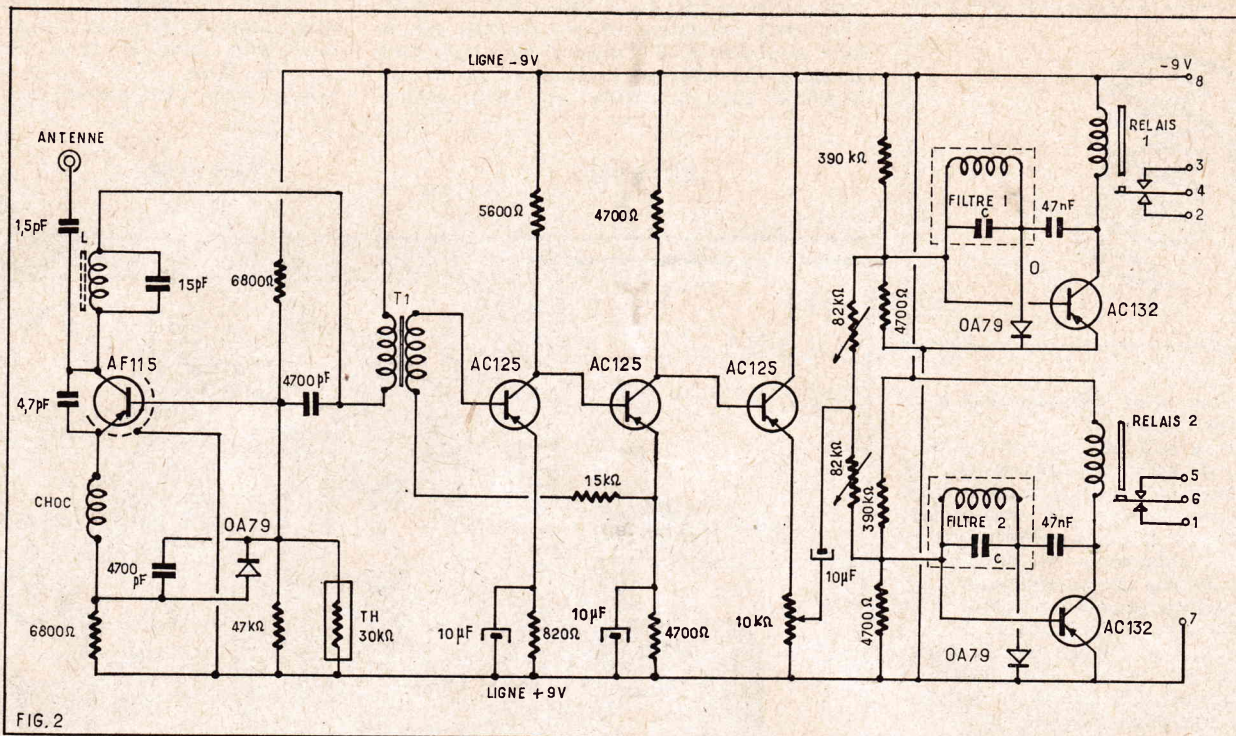 LIGNE -9V
-9V
8
ANTENNE
1,5pF
L
15pF
AF115
4,7pF
CHOC
4700
pF
OA79
6800Ω
6800Ω
4700pF
47kΩ
TH
30kΩ
T1
5600Ω
AC125
15kΩ
10µF
820Ω
4700Ω
AC125
10µF
4700Ω
AC125
10KΩ
10µF
390kΩ
82kΩ
4700Ω
82kΩ
390kΩ
4700Ω
FILTRE 1
C
47nF
O
OA79
AC132
RELAIS
1
3
4
2
FILTRE 2
C
47nF
OA79
AC132
RELAIS 2
5
6
1
7
LIGNE +9V
FIG.2